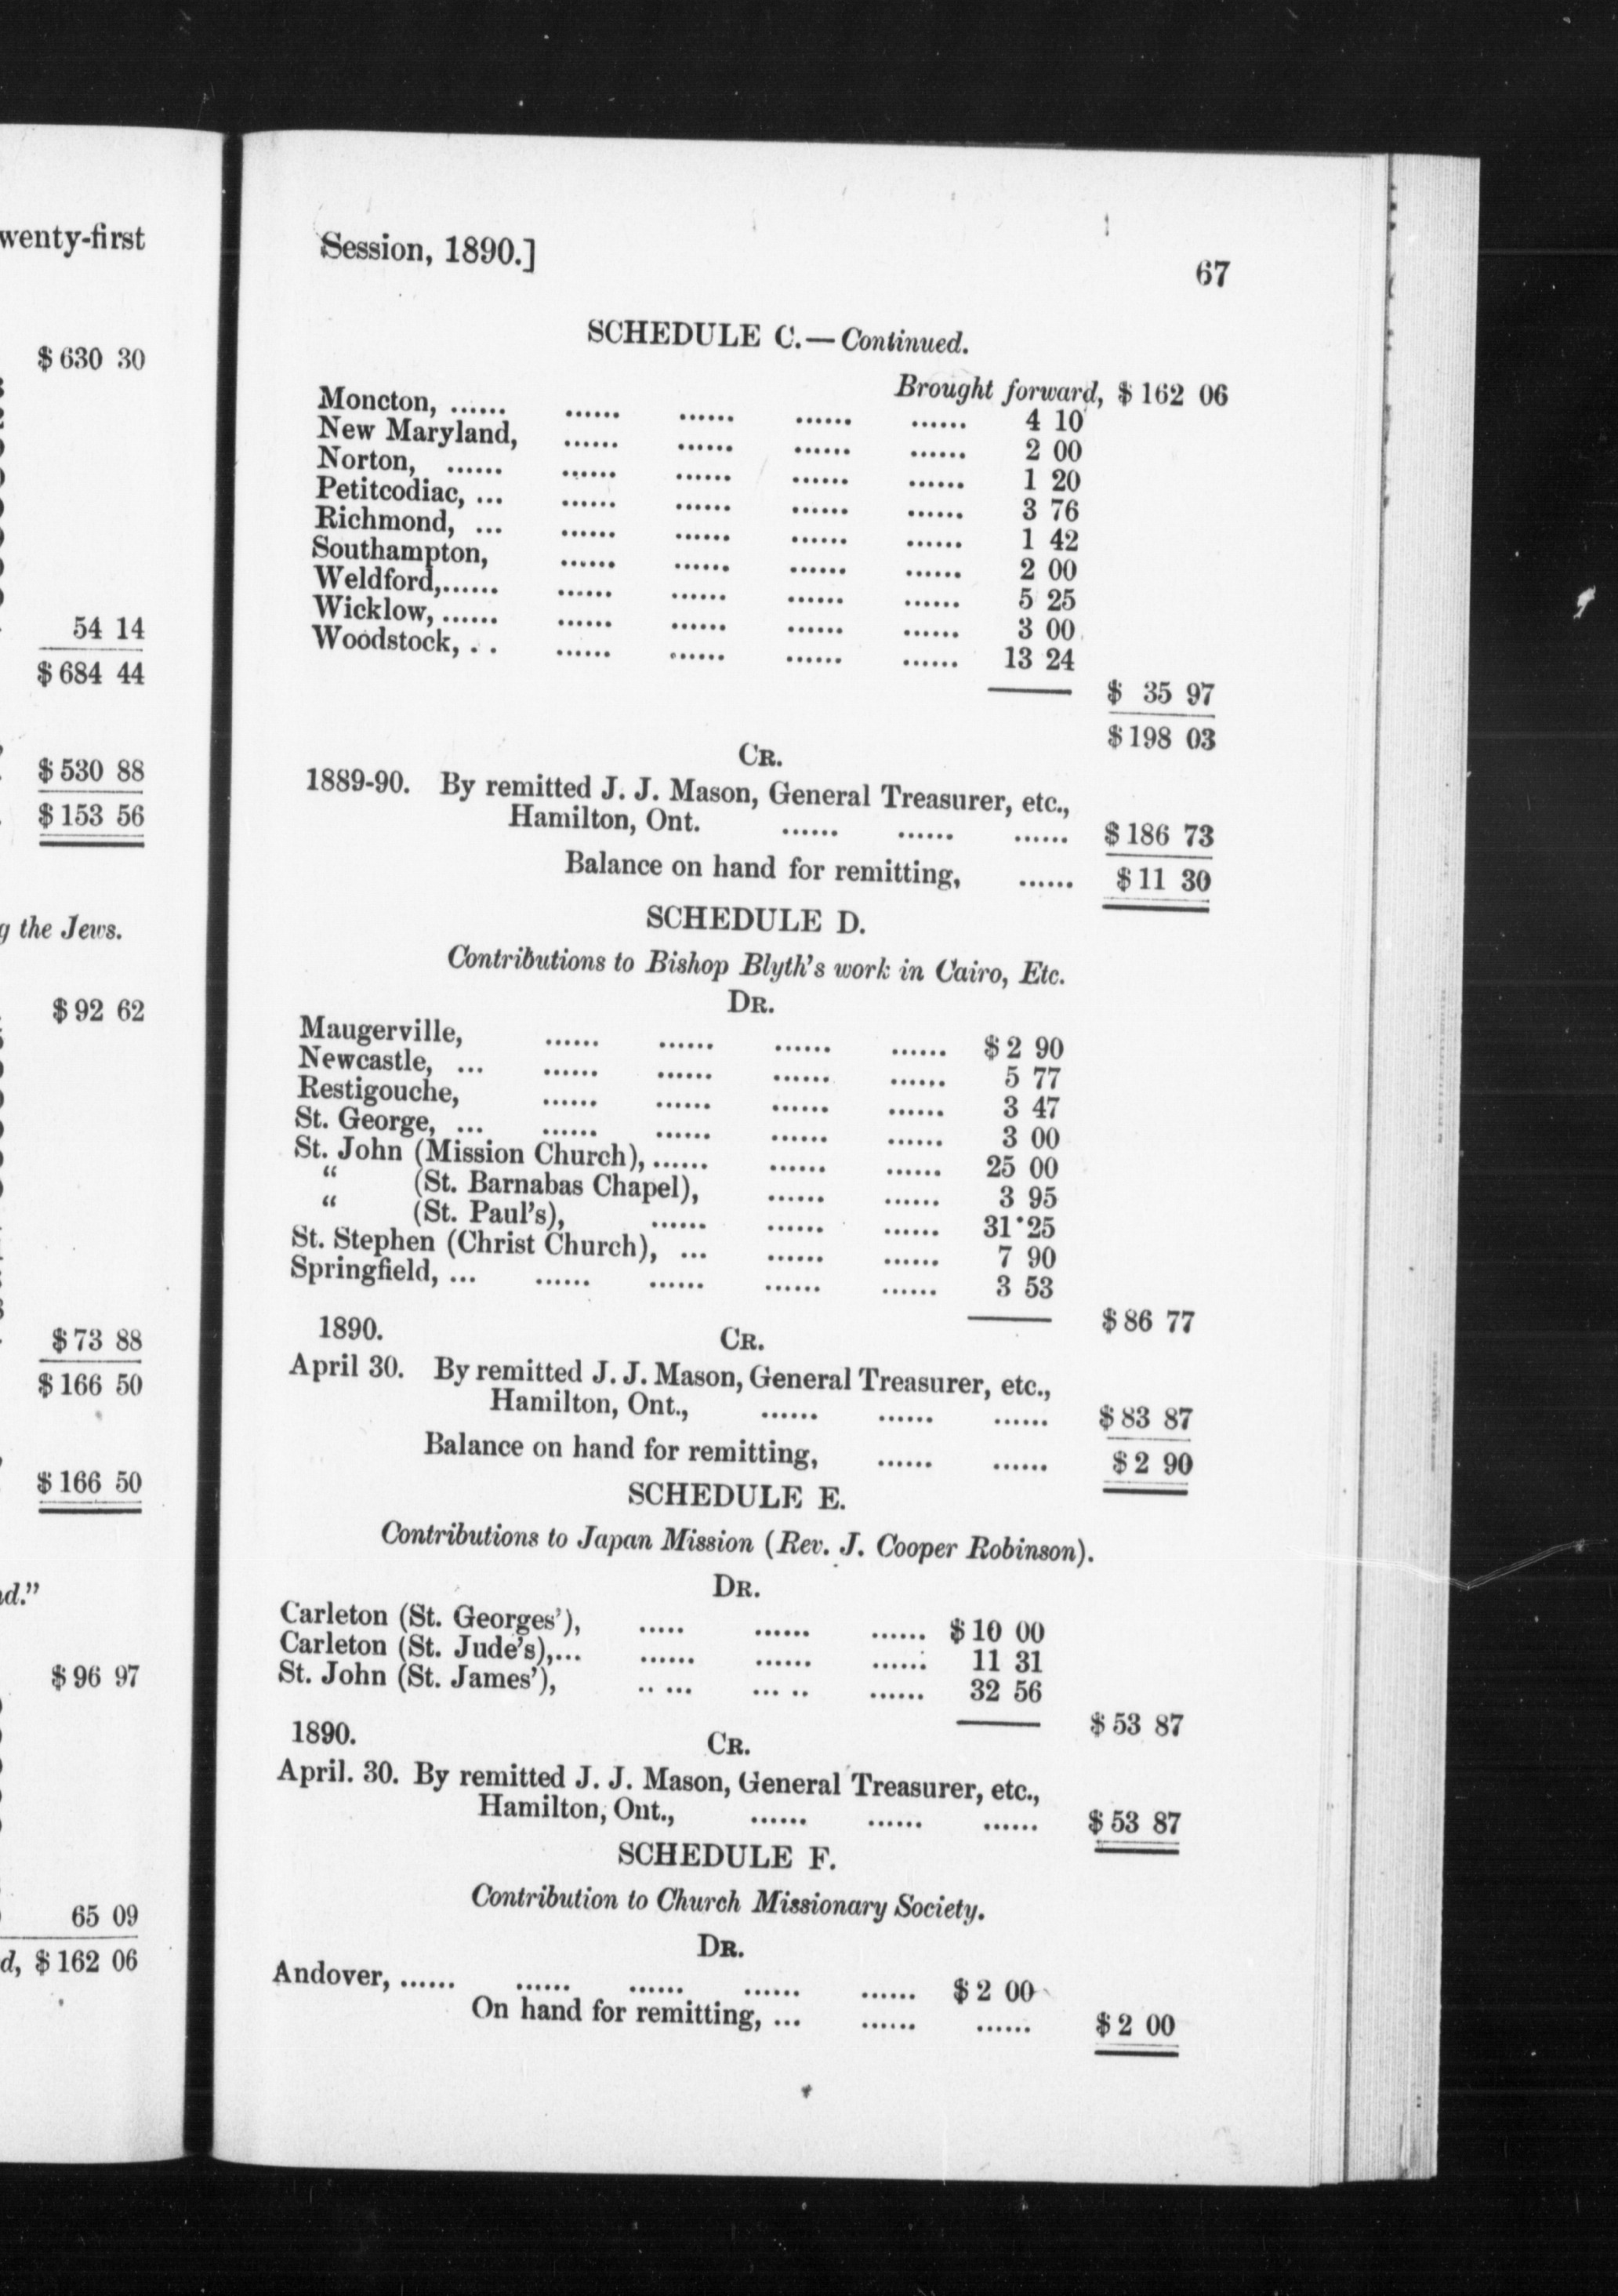 wenty-first
$ 630 30
54 14
$ 684 44
$ 530 88
$ 153 56
g the Jews.
$ 92 62
$ 73 88
$ 166 50
$ 166 50
d."
$ 96 97
65 09
d, $ 162 06
Session, 1890.]
67
SCHEDULE C.—Continued.
Brought forward, $ 162 06
Moncton, ...... ...... ...... ...... ...... 4 10
New Maryland, ...... ...... ...... ...... 2 00
Norton, ...... ...... ...... ...... ...... 1 20
Petitcodiac, ... ...... ...... ...... ...... 3 76
Richmond, ... ...... ...... ...... ...... 1 42
Southampton, ...... ...... ...... ...... 2 00
Weldford,...... ...... ...... ...... ...... 5 25
Wicklow, ...... ...... ...... ...... ...... 3 00
Woodstock, . . ...... ...... ...... ...... 13 24
$ 35 97
$ 198 03
CR.
1889-90. By remitted J. J. Mason, General Treasurer, etc.,
Hamilton, Ont. ...... ...... ...... $ 186 73
Balance on hand for remitting, ...... $ 11 30
SCHEDULE D.
Contributions to Bishop Blyth's work in Cairo, Etc.
DR.
Maugerville, ...... ...... ...... ...... $ 2 90
Newcastle, ... ...... ...... ...... ...... 5 77
Restigouche, ...... ...... ...... ...... 3 47
St. George, ... ...... ...... ...... ...... 3 00
St. John (Mission Church), ...... ...... ...... 25 00
" (St. Barnabas Chapel), ...... ...... 3 95
" (St. Paul's), ...... ...... ...... 31 25
St. Stephen (Christ Church), ... ...... ...... 7 90
Springfield, ... ...... ...... ...... ...... 3 53
$ 86 77
1890. CR.
April 30. By remitted J. J. Mason, General Treasurer, etc.,
Hamilton, Ont., ...... ...... ...... $ 83 87
Balance on hand for remitting, ...... ...... $ 2 90
SCHEDULE E.
Contributions to Japan Mission (Rev. J. Cooper Robinson).
DR.
Carleton (St. Georges'), ..... ...... ...... $ 10 00
Carleton (St. Jude's),... ...... ...... ...... 11 31
St. John (St. James'), .. ... ... .. ...... 32 56
$ 53 87
1890. CR.
April. 30. By remitted J. J. Mason, General Treasurer, etc.,
Hamilton, Ont., ...... ...... ...... $ 53 87
SCHEDULE F.
Contribution to Church Missionary Society.
DR.
Andover, ...... ...... ...... ...... ...... $ 2 00
On hand for remitting, ... ...... ...... $ 2 00